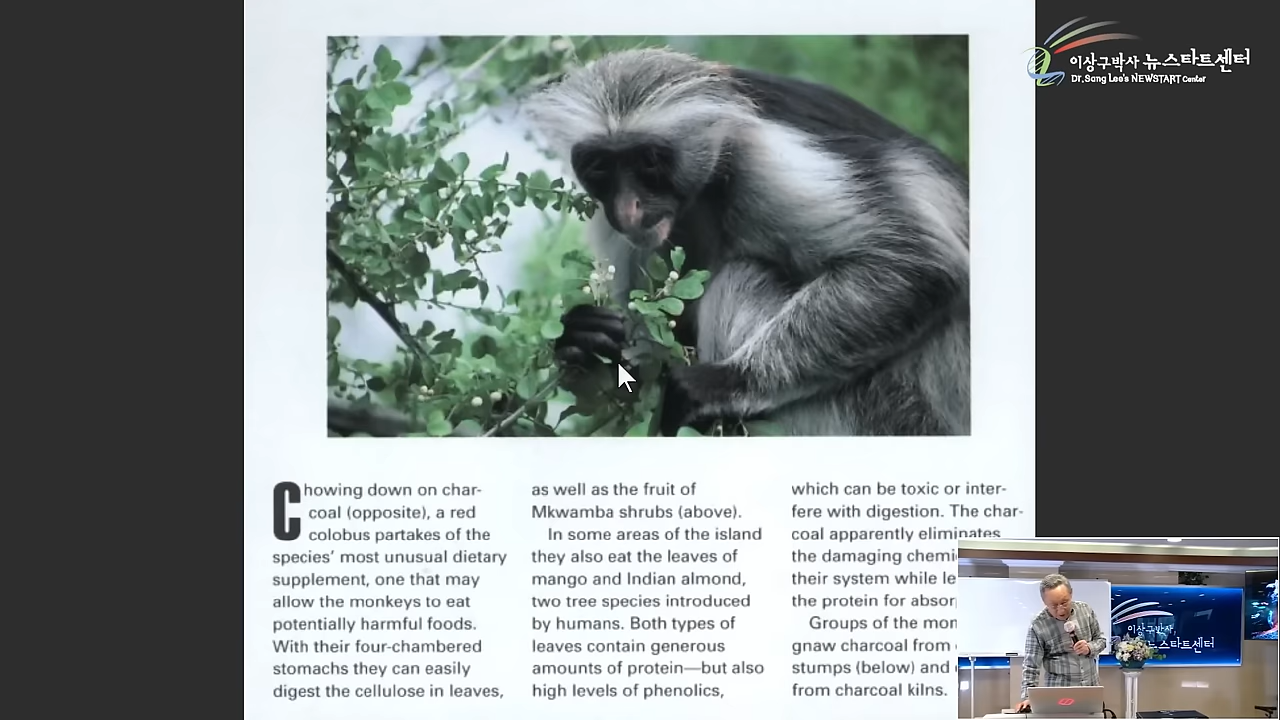 이상구박사 뉴스타트센터
Dr. Sang Lee's NEWSTART Center
Chowing down on char-
coal (opposite), a red
colobus partakes of the
species' most unusual dietary
supplement, one that may
allow the monkeys to eat
potentially harmful foods.
With their four-chambered
stomachs they can easily
digest the cellulose in leaves,
as well as the fruit of
Mkwamba shrubs (above).
In some areas of the island
they also eat the leaves of
mango and Indian almond,
two tree species introduced
by humans. Both types of
leaves contain generous
amounts of protein—but also
high levels of phenolics,
which can be toxic or inter-
fere with digestion. The char-
coal apparently eliminates
the damaging
their system while
the protein for
Groups of the
gnaw charcoal from
stumps (below) and
from charcoal kilns.
이상구박사
뉴스타트센터